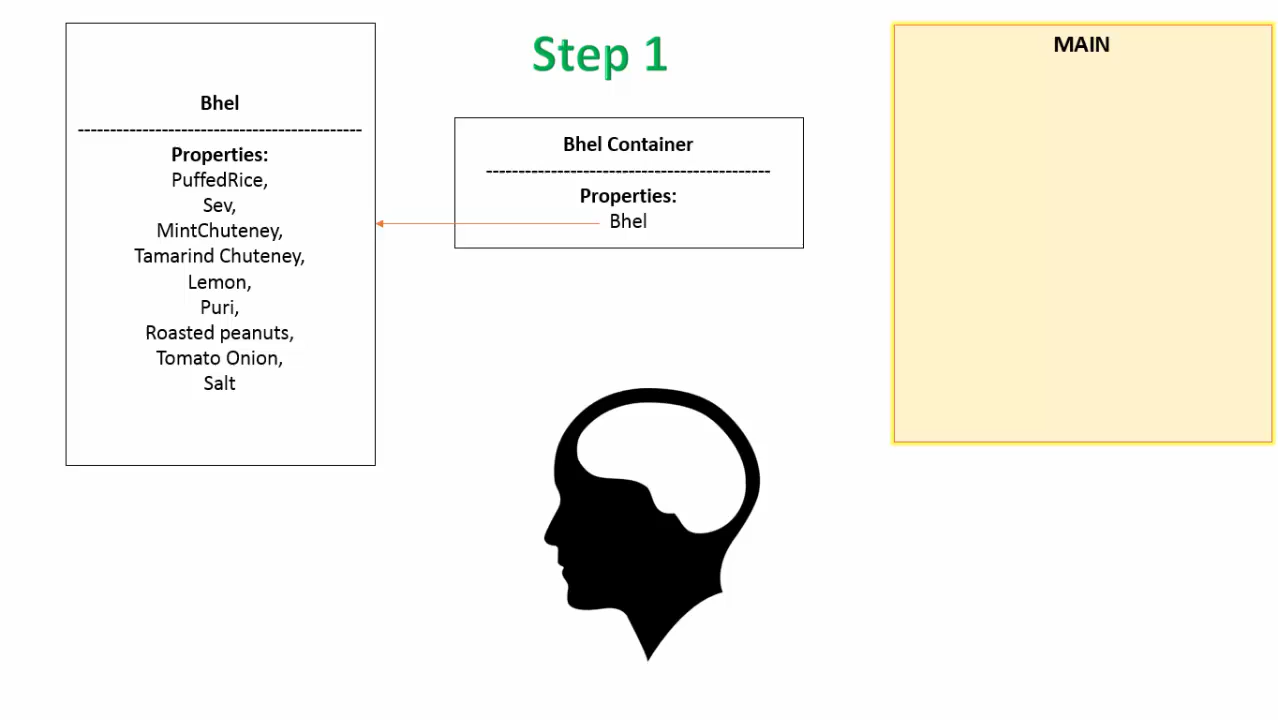 Step 1
Bhel
--------------------------------------------
Properties:
PuffedRice,
Sev,
MintChuteney,
Tamarind Chuteney,
Lemon,
Puri,
Roasted peanuts,
Tomato Onion,
Salt
Bhel Container
--------------------------------------------
Properties:
Bhel
MAIN